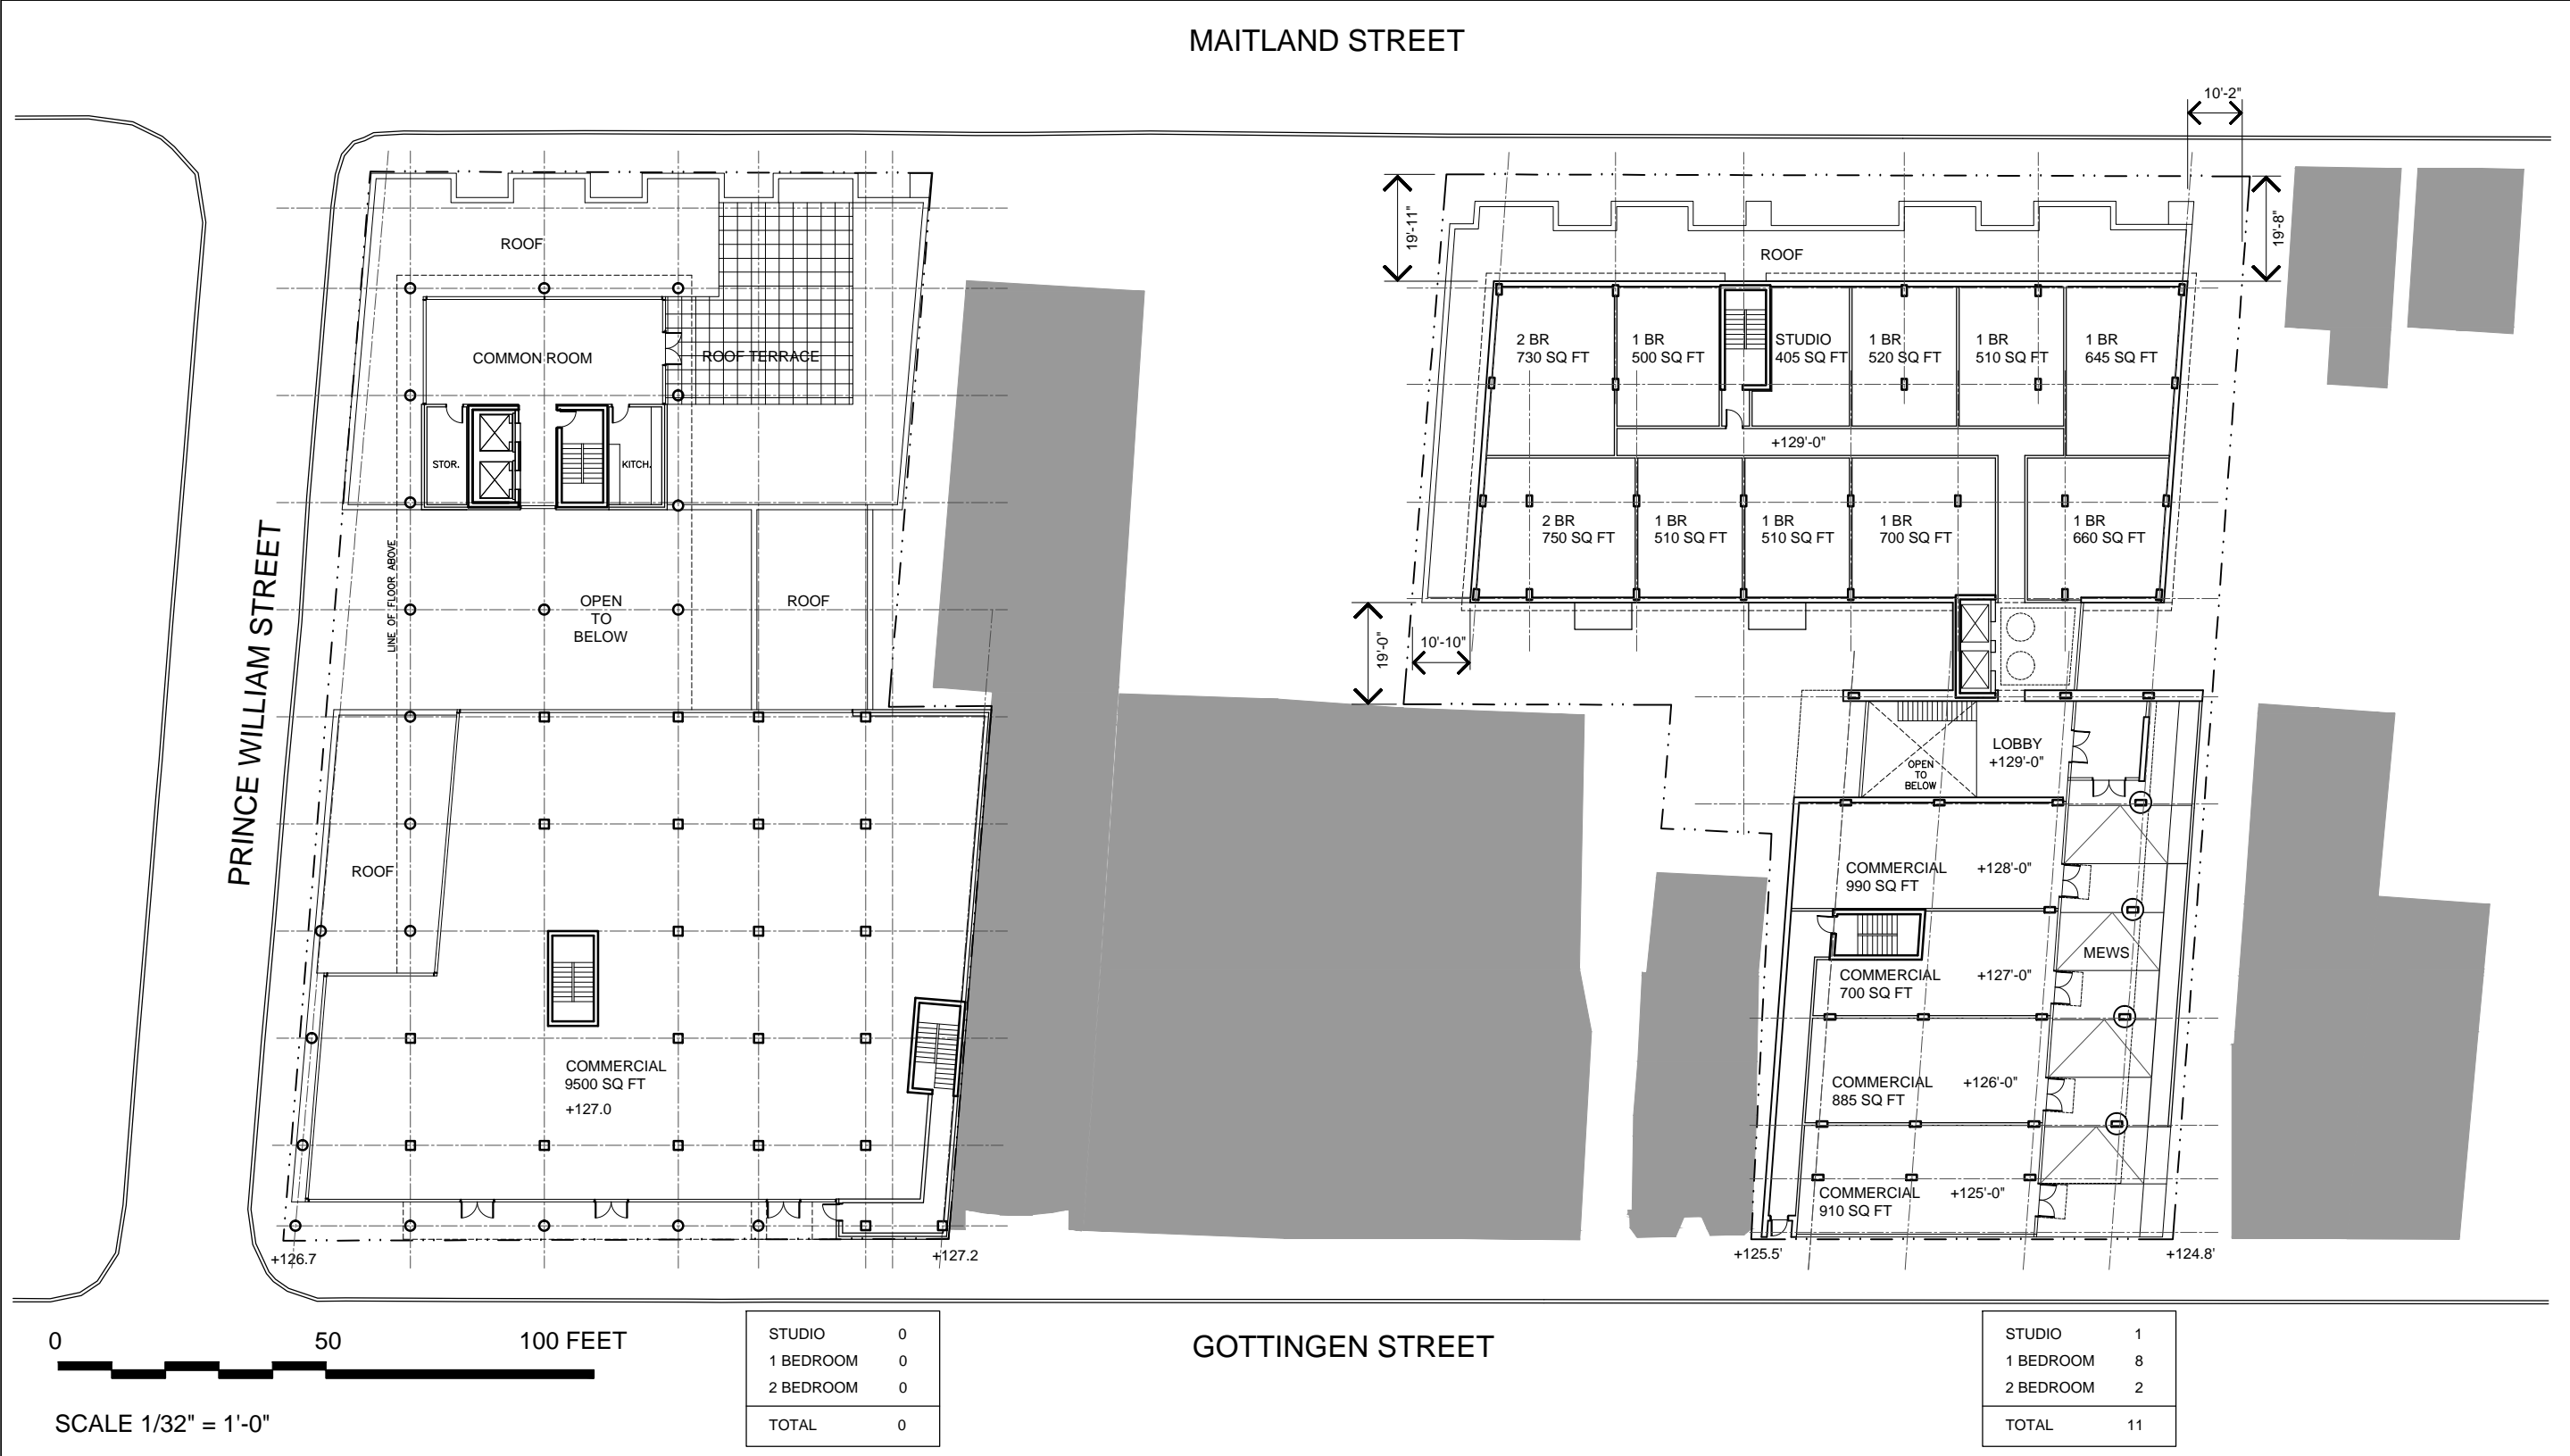 MAITLAND STREET
10'-2"
19'-11"
19'-8"
ROOF
ROOF
COMMON ROOM
ROOF TERRACE
STOR.
KITCH.
2 BR
730 SQ FT
1 BR
500 SQ FT
STUDIO
405 SQ FT
1 BR
520 SQ FT
1 BR
510 SQ FT
1 BR
645 SQ FT
+129'-0"
2 BR
750 SQ FT
1 BR
510 SQ FT
1 BR
510 SQ FT
1 BR
700 SQ FT
1 BR
660 SQ FT
PRINCE WILLIAM STREET
LINE OF FLOOR ABOVE
OPEN
TO
BELOW
ROOF
19'-0"
10'-10"
LOBBY
+129'-0"
OPEN
TO
BELOW
ROOF
COMMERCIAL
990 SQ FT
+128'-0"
MEWS
COMMERCIAL
700 SQ FT
+127'-0"
COMMERCIAL
9500 SQ FT
+127.0
COMMERCIAL
885 SQ FT
+126'-0"
COMMERCIAL
910 SQ FT
+125'-0"
+126.7
+127.2
+125.5'
+124.8'
0 50 100 FEET
SCALE 1/32" = 1'-0"
STUDIO 0
1 BEDROOM 0
2 BEDROOM 0
TOTAL 0
GOTTINGEN STREET
STUDIO 1
1 BEDROOM 8
2 BEDROOM 2
TOTAL 11